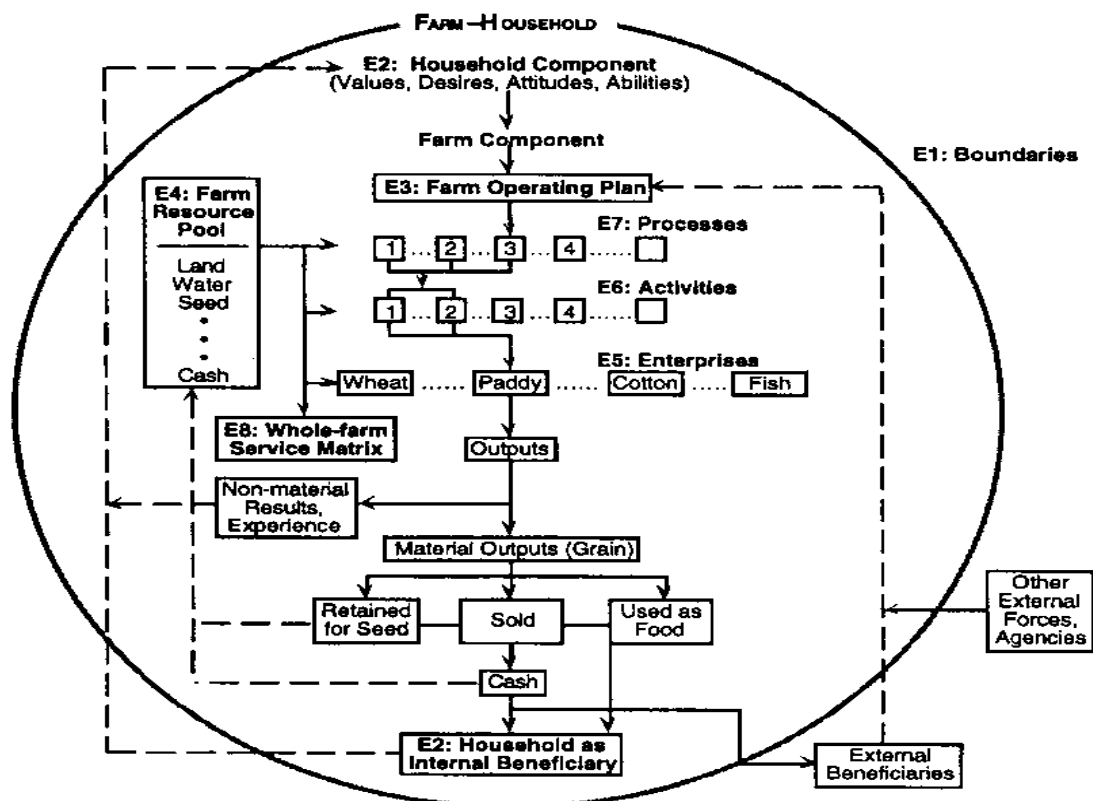 FARM–HOUSEHOLD
E2: Household Component
(Values, Desires, Attitudes, Abilities)
Farm Component
E1: Boundaries
E3: Farm Operating Plan
E4: Farm
Resource
Pool
Land
Water
Seed
Cash
E7: Processes
1 ..... 2 ..... 3 ..... 4 ......
E6: Activities
1 ..... 2 ..... 3 ..... 4 ......
E5: Enterprises
Wheat ...... Paddy ...... Cotton ..... Fish
E8: Whole-farm
Service Matrix
Outputs
Non-material
Results,
Experience
Material Outputs (Grain)
Retained
for Seed
Sold
Used as
Food
Other
External
Forces,
Agencies
Cash
E2: Household as
Internal Beneficiary
External
Beneficiaries